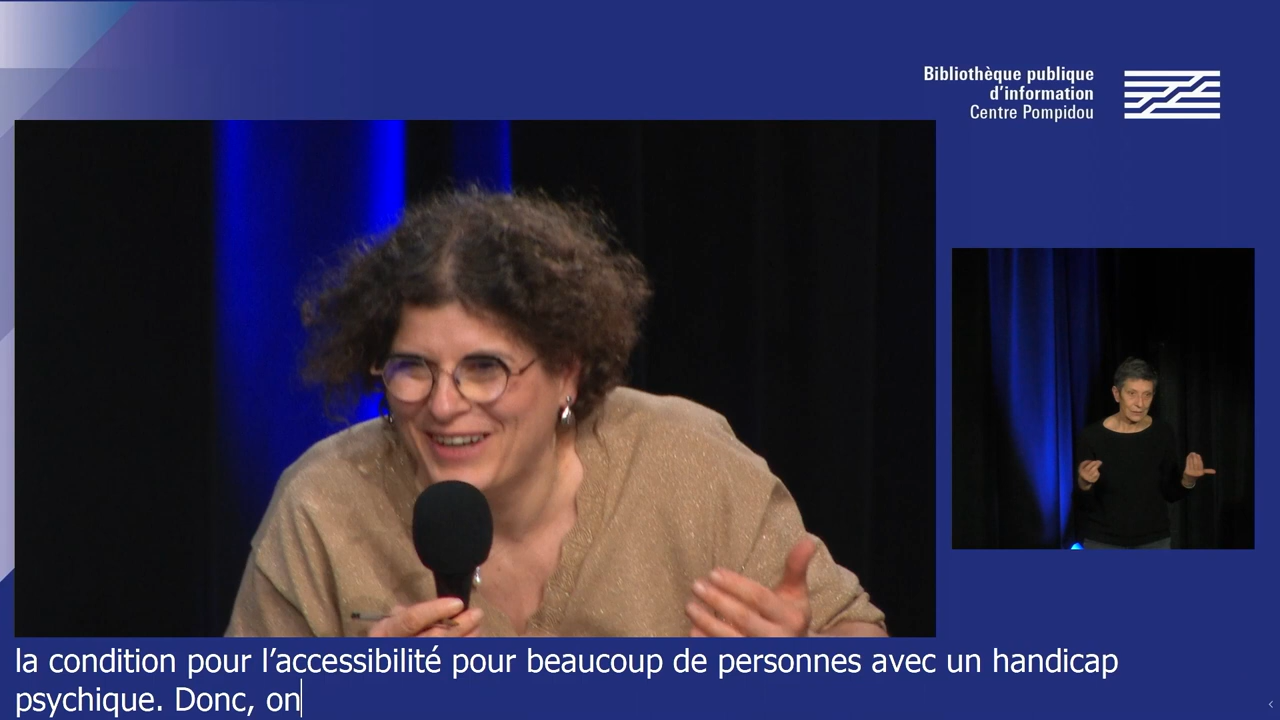 Bibliothèque publique
d’information
Centre Pompidou
la condition pour l’accessibilité pour beaucoup de personnes avec un handicap
psychique. Donc, on